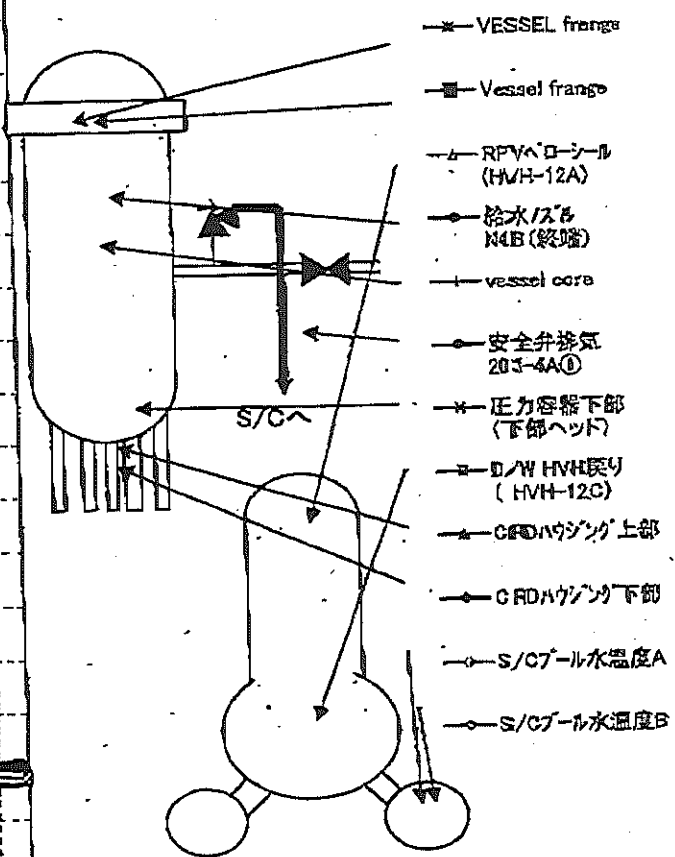 VESSEL frange
Vessel frange
RPVベローシール
(HVH-12A)
給水ノズル
N4B(終端)
vessel core
安全弁排気
203-4A①
圧力容器下部
(下部ヘッド)
D/W HVH戻り
( HVH-12C)
CRDハウジング上部
CRDハウジング下部
S/Cプール水温度A
S/Cプール水温度B
S/Cへ